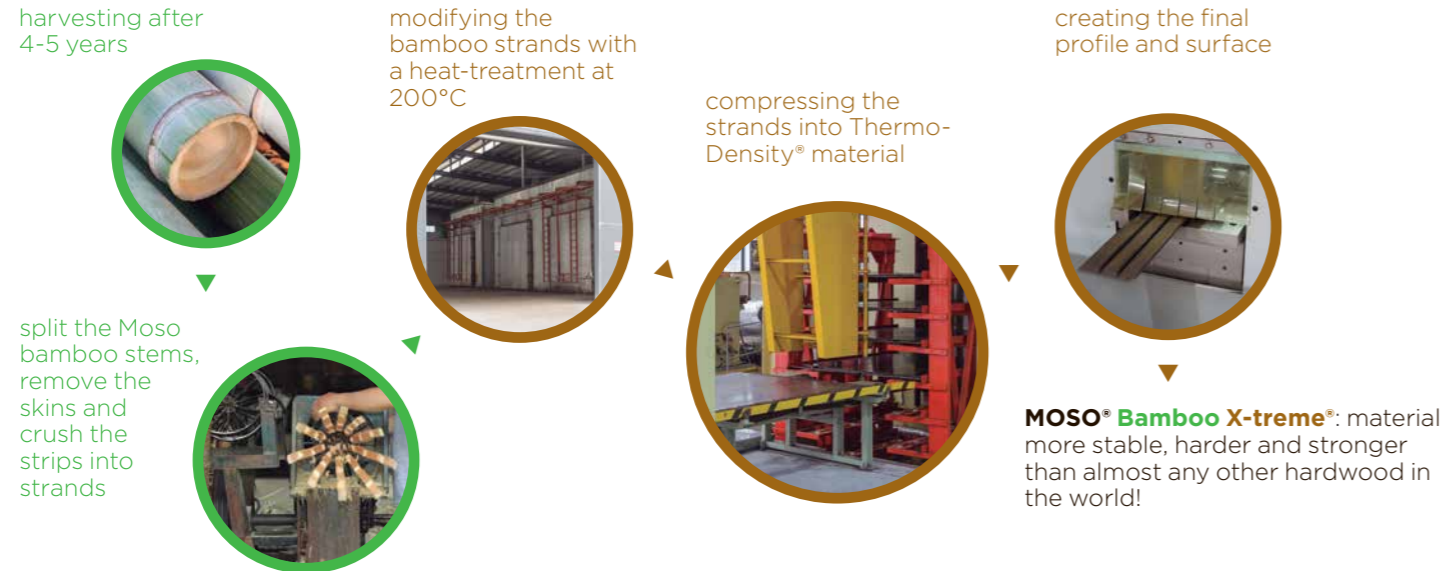 harvesting after
4-5 years
split the Moso
bamboo stems,
remove the
skins and
crush the
strips into
strands
modifying the
bamboo strands with
a heat-treatment at
200°C
compressing the
strands into Thermo-
Density® material
creating the final
profile and surface
MOSO® Bamboo X-treme®: material
more stable, harder and stronger
than almost any other hardwood in
the world!